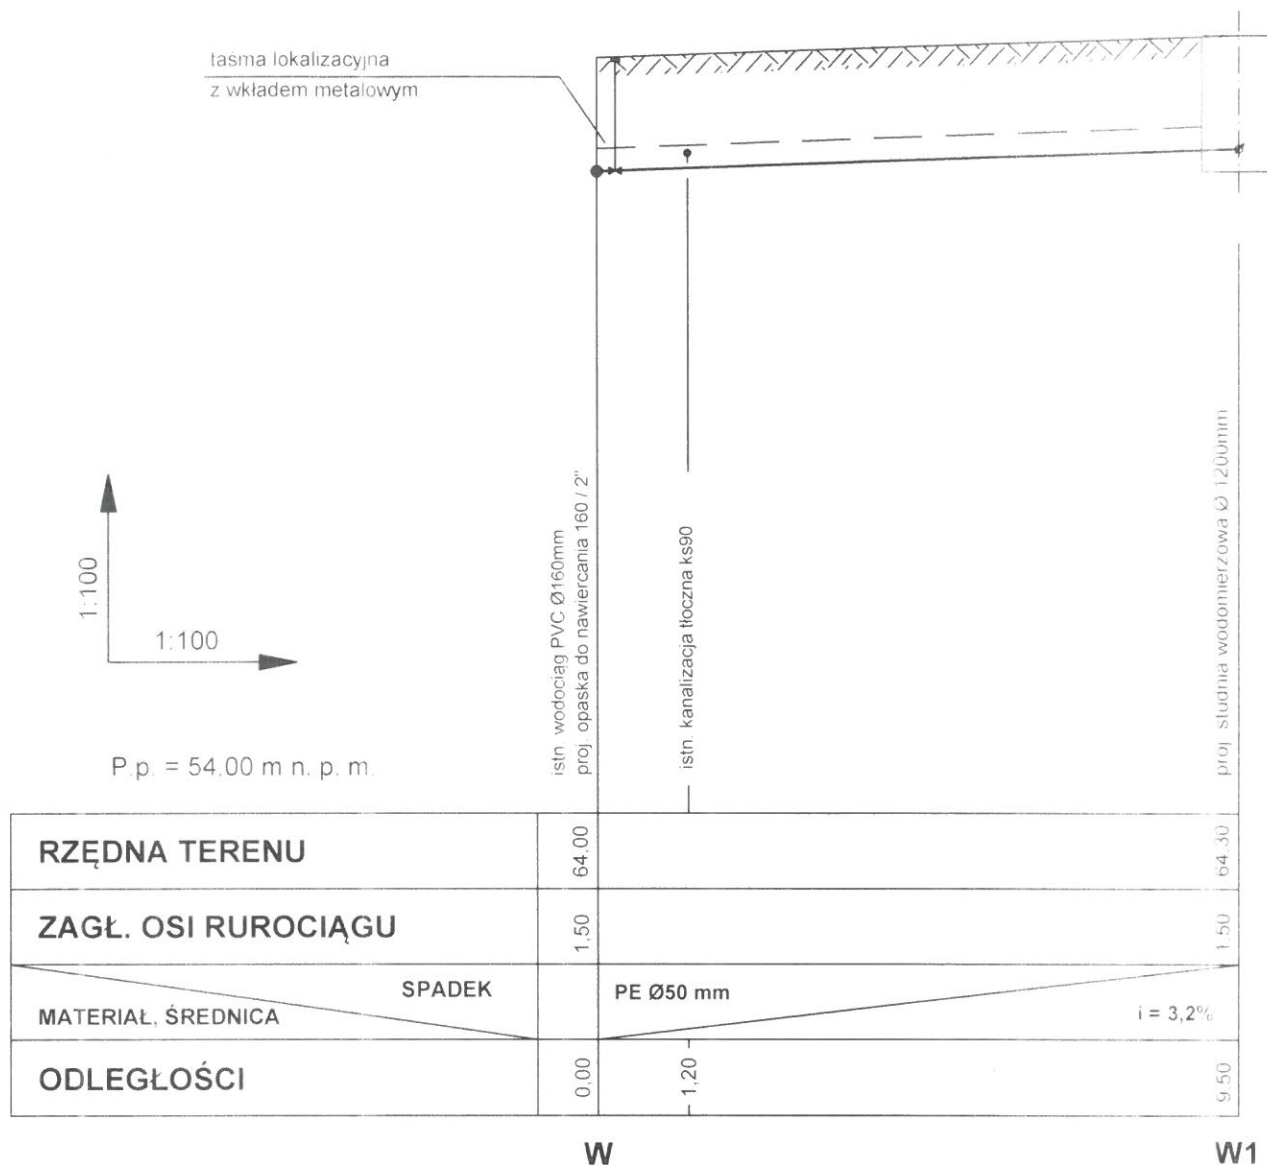 taśma lokalizacyjna
z wkładem metalowym
1:100
1:100
P.p. = 54.00 m n. p. m.
istn. wodociąg PVC Ø160mm
proj. opaska do nawiercania 160 / 2"
istn. kanalizacja tłoczna ks90
proj. studnia wodomierzowa Ø 1200mm
RZĘDNA TERENU 64.00 64.30
ZAGŁ. OSI RUROCIĄGU 1.50 1.50
SPADEK PE Ø50 mm
MATERIAŁ, ŚREDNICA i = 3,2%
ODLEGŁOŚCI 0,00 1,20 9.50
W W1